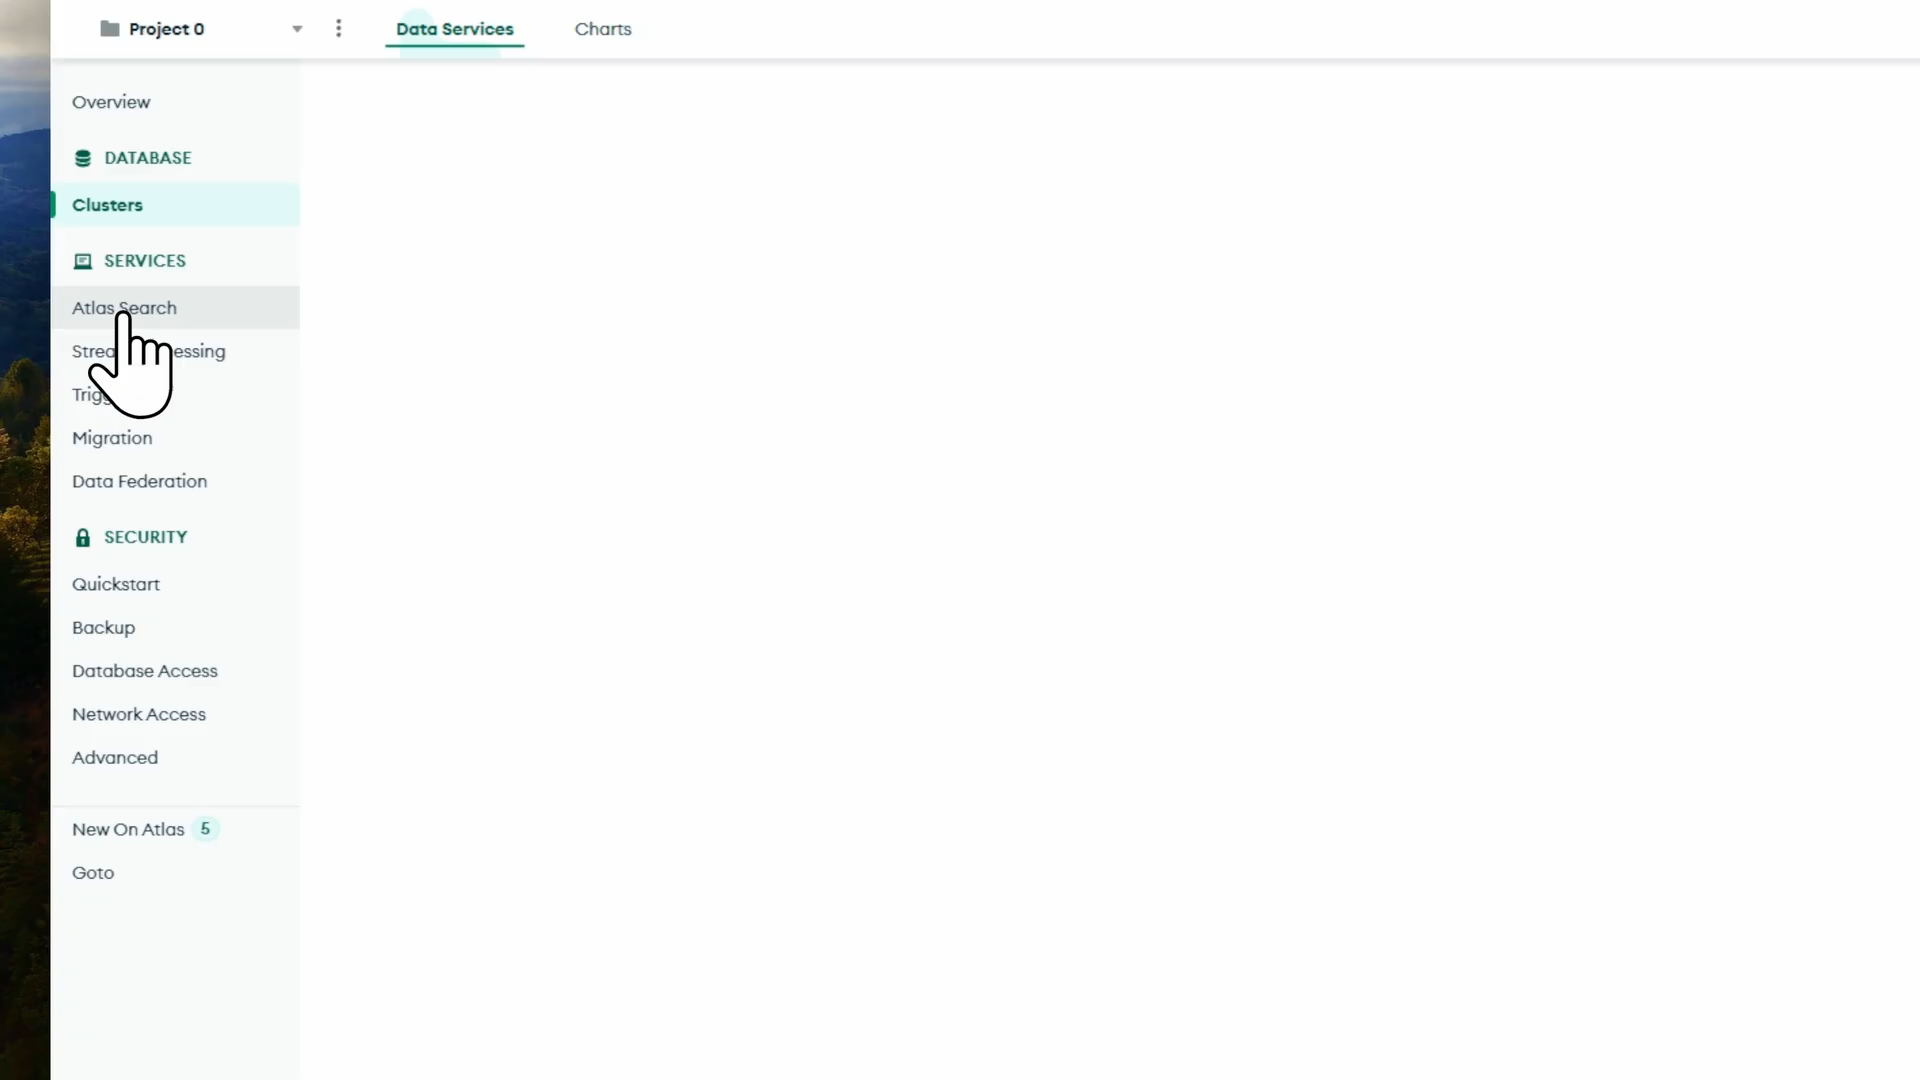 Project 0
Data Services
Charts
Overview
DATABASE
Clusters
SERVICES
Atlas Search
Migration
Data Federation
SECURITY
Quickstart
Backup
Database Access
Network Access
Advanced
New On Atlas 5
Goto